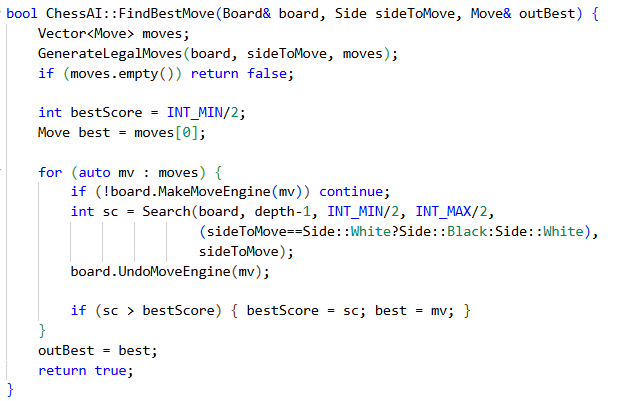 bool ChessAI::FindBestMove(Board& board, Side sideToMove, Move& outBest) {
    Vector<Move> moves;
    GenerateLegalMoves(board, sideToMove, moves);
    if (moves.empty()) return false;

    int bestScore = INT_MIN/2;
    Move best = moves[0];

    for (auto mv : moves) {
        if (!board.MakeMoveEngine(mv)) continue;
        int sc = Search(board, depth-1, INT_MIN/2, INT_MAX/2,
                        (sideToMove==Side::White?Side::Black:Side::White),
                        sideToMove);
        board.UndoMoveEngine(mv);

        if (sc > bestScore) { bestScore = sc; best = mv; }
    }
    outBest = best;
    return true;
}